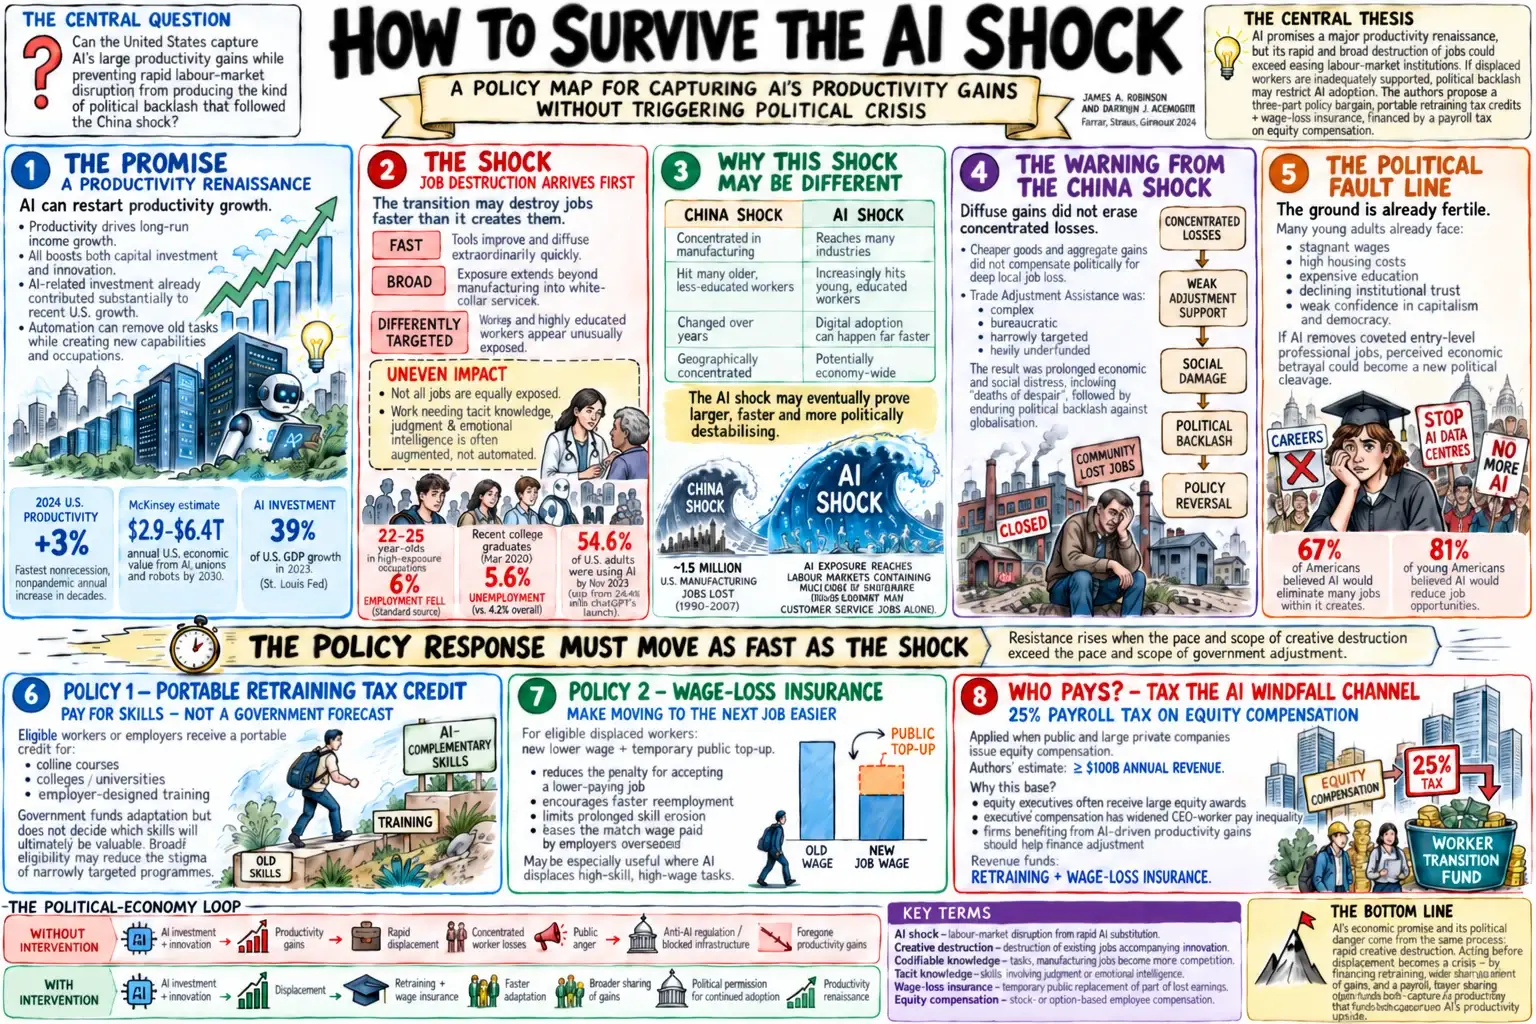 THE CENTRAL QUESTION
?
Can the United States capture
AI's large productivity gains while
preventing rapid labour-market
disruption from producing the kind
of political backlash that followed
the China shock?
HOW TO SURVIVE THE AI SHOCK
A POLICY MAP FOR CAPTURING AI'S PRODUCTIVITY GAINS
WITHOUT TRIGGERING POLITICAL CRISIS
JAMES A. ROBINSON
AND J.
Farrar, Straus, 2024
THE CENTRAL THESIS
AI promises a major productivity renaissance,
but its rapid and broad destruction of jobs could
exceed easing labour-market institutions. If displaced
workers are inadequately supported, political backlash
may restrict AI adoption. The authors propose a
three-part policy bargain, portable retraining tax credits
+ wage-loss insurance, financed by a payroll tax
on equity compensation.
1 THE PROMISE
A PRODUCTIVITY RENAISSANCE
AI can restart productivity growth.
• Productivity drives long-run
income growth.
• All boosts both capital investment
and innovation.
• AI-related investment already
contributed substantially to
recent U.S. growth.
• Automation can remove old tasks
while creating new capabilities
and occupations.
2024 U.S.
PRODUCTIVITY
+3%
Fastest nonrecession,
nonpandemic annual
increase in decades.
McKinsey estimate
$2.9–$6.4T
annual U.S. economic
value from AI, unions
and robots by 2030.
AI INVESTMENT
39%
of U.S. GDP growth
in 2023.
(St. Louis Fed)
2 THE SHOCK
JOB DESTRUCTION ARRIVES FIRST
The transition may destroy jobs
faster than it creates them.
FAST
Tools improve and diffuse
extraordinarily quickly.
BROAD
Exposure extends beyond
manufacturing into white-
collar
DIFFERENTLY
TARGETED
and highly educated
workers appear unusually
exposed.
UNEVEN IMPACT
• Not all jobs are equally exposed.
• Work needing tacit knowledge,
judgment & emotional
intelligence is often
augmented, not automated.
22–25
year-olds
in high-exposure
occupations
6%
EMPLOYMENT FELL
(Standard source)
Recent college
graduates
(Mar 2020)
5.6%
UNEMPLOYMENT
(vs. 4.2% overall)
54.6%
of U.S. adults
were using AI
by Nov 2023
from
chatGPT's
launch).
3 WHY THIS SHOCK
MAY BE DIFFERENT
CHINA SHOCK
AI SHOCK
Concentrated in
manufacturing
Reaches many
industries
Hit many older,
less-educated workers
Increasingly hits
young, educated
workers
Changed over
years
Digital adoption
can happen far faster
Geographically
concentrated
Potentially
economy-wide
The AI shock may eventually prove
larger, faster and more politically
destabilising.
CHINA
SHOCK
AI
SHOCK
~1.5 MILLION
U.S. MANUFACTURING
JOBS LOST
(1990–2007)
AI EXPOSURE REACHES
LABOUR MARKETS CONTAINING
CUSTOMER SERVICE JOBS ALONE).
4 THE WARNING FROM
THE CHINA SHOCK
Diffuse gains did not erase
concentrated losses.
• Cheaper goods and aggregate gains
did not compensate politically for
deep local job loss.
• Trade Adjustment Assistance was:
• complex
• bureaucratic
• harrowly targeted
• heuily underfunded
The result was prolonged economic
and social distress, incloding
"deaths of despair", followed by
enduring political backlash against
globalisation.
CONCENTRATED
LOSSES
WEAK
ADJUSTMENT
SUPPORT
SOCIAL
DAMAGE
POLITICAL
BACKLASH
POLICY
REVERSAL
COMMUNITY
LOST JOBS
CLOSED
5 THE POLITICAL
FAULT LINE
The ground is already fertile.
Many young adults already face:
• stagnant wages
• high housing costs
• expensive education
• declining institutional trust
• weak confidence in capitalism
and democracy.
If AI removes coveted entry-level
professional jobs, perceived economic
betrayal could become a new political
cleavage.
CAREERS
X
STOP
AI DATA
CENTRES
NO
MORE
AI
67%
of Americans
believed AI would
eliminate many jobs
within it creates.
81%
of young Americans
believed AI would
reduce job
opportunities.
THE POLICY RESPONSE MUST MOVE AS FAST AS THE SHOCK
Resistance rises when the pace and scope of creative destruction
exceed the pace and scope of government adjustment.
6 POLICY 1 – PORTABLE RETRAINING TAX CREDIT
PAY FOR SKILLS – NOT A GOVERNMENT FORECAST
Eligible workers or employers receive a portable
credit for:
• colline courses
• colleges / universities
• employer-designed training
Government funds adaptation but
does not decide which skills will
ultimately be valuable. Broad
eligibility may reduce the stigma
of narrowly targeted programmes.
AI-
COMPLEMENTARY
SKILLS
TRAINING
OLD
SKILLS
7 POLICY 2 – WAGE-LOSS INSURANCE
MAKE MOVING TO THE NEXT JOB EASIER
For eligible displaced workers:
new lower wage + temporary public top-up.
• reduces the penalty for accepting
a lower-paying job
• encourages faster reemployment
• limits prolonged skill erosion
• eases the match wage paid
by employers
May be especially useful where AI
displaces high-skill, high-wage tasks.
PUBLIC
TOP-UP
OLD
WAGE
NEW
JOB WAGE
8 WHO PAYS? – TAX THE AI WINDFALL CHANNEL
25% PAYROLL TAX ON EQUITY COMPENSATION
Applied when public and large private companies
issue equity compensation.
Authors' estimate: ≥ $100B ANNUAL REVENUE.
Why this base?
• equity executives often receive large equity awards
• executive compensation has widened CEO-worker pay inequality
• firms benefiting from AI-driven productivity gains
should help finance adjustment
Revenue funds:
RETRAINING + WAGE-LOSS INSURANCE.
EQUITY
COMPENSATION
25%
TAX
WORKER
TRANSITION
FUND
THE POLITICAL-ECONOMY LOOP
WITHOUT
INTERVENTION
AI
AI investment
+ innovation
Productivity
gains
Rapid
displacement
Concentrated
worker losses
Public
anger
Anti-AI regulation /
blocked infrastructure
Foregone
productivity gains
WITH
INTERVENTION
AI
AI investment
+ innovation
Displacement
Retraining +
wage insurance
Faster
adaptation
Broader sharing
of gains
Political permission
for continued adoption
Productivity
renaissance
KEY TERMS
AI shock – labour-market disruption from rapid AI substitution.
Creative destruction – destruction of existing jobs accompanying innovation.
Codifiable knowledge – tasks, manufacturing jobs become more competition.
Tacit knowledge – skills involving judgment or emotional intelligence.
Wage-loss insurance – temporary public replacement of part of lost earnings.
Equity compensation – stock- or option-based employee compensation.
THE BOTTOM LINE
AI's economic promise and its political
danger come from the same process:
rapid creative destruction. Acting before
displacement becomes a crisis – by
financing retraining, wider
of gains, and a payroll, sharing
productivity
that AI's productivity
upside.